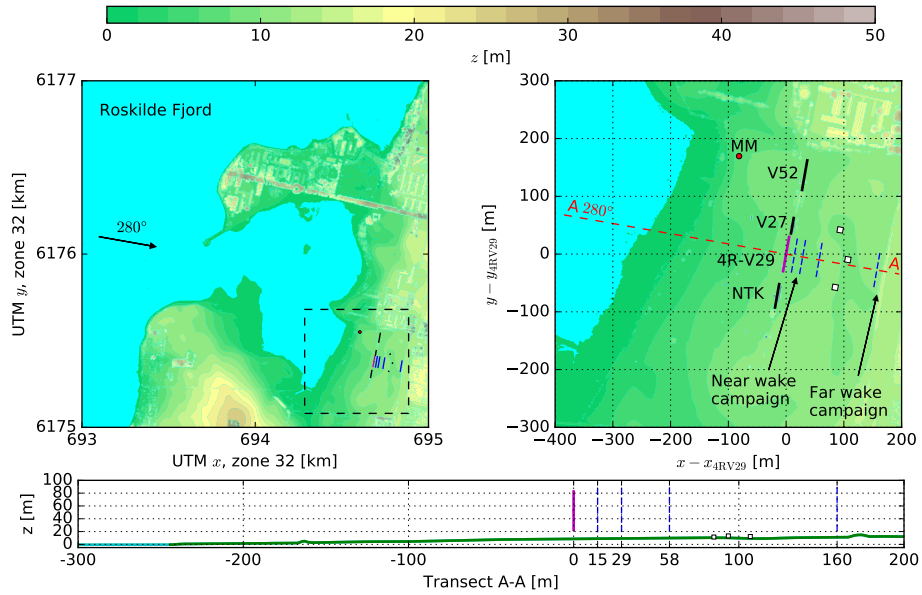 0 10 20 30 40 50
z [m]
6177
6176
6175
693 694 695
UTM y, zone 32 [km]
UTM x, zone 32 [km]
Roskilde Fjord
280°
300
200
100
0
−100
−200
−300
−400 −300 −200 −100 0 100 200
y − y4RV29 [m]
x − x4RV29 [m]
MM
V52
A 280°
V27
4R-V29
A
NTK
Near wake
campaign
Far wake
campaign
100
80
60
40
20
0
z [m]
−300 −200 −100 0 15 29 58 100 160 200
Transect A-A [m]